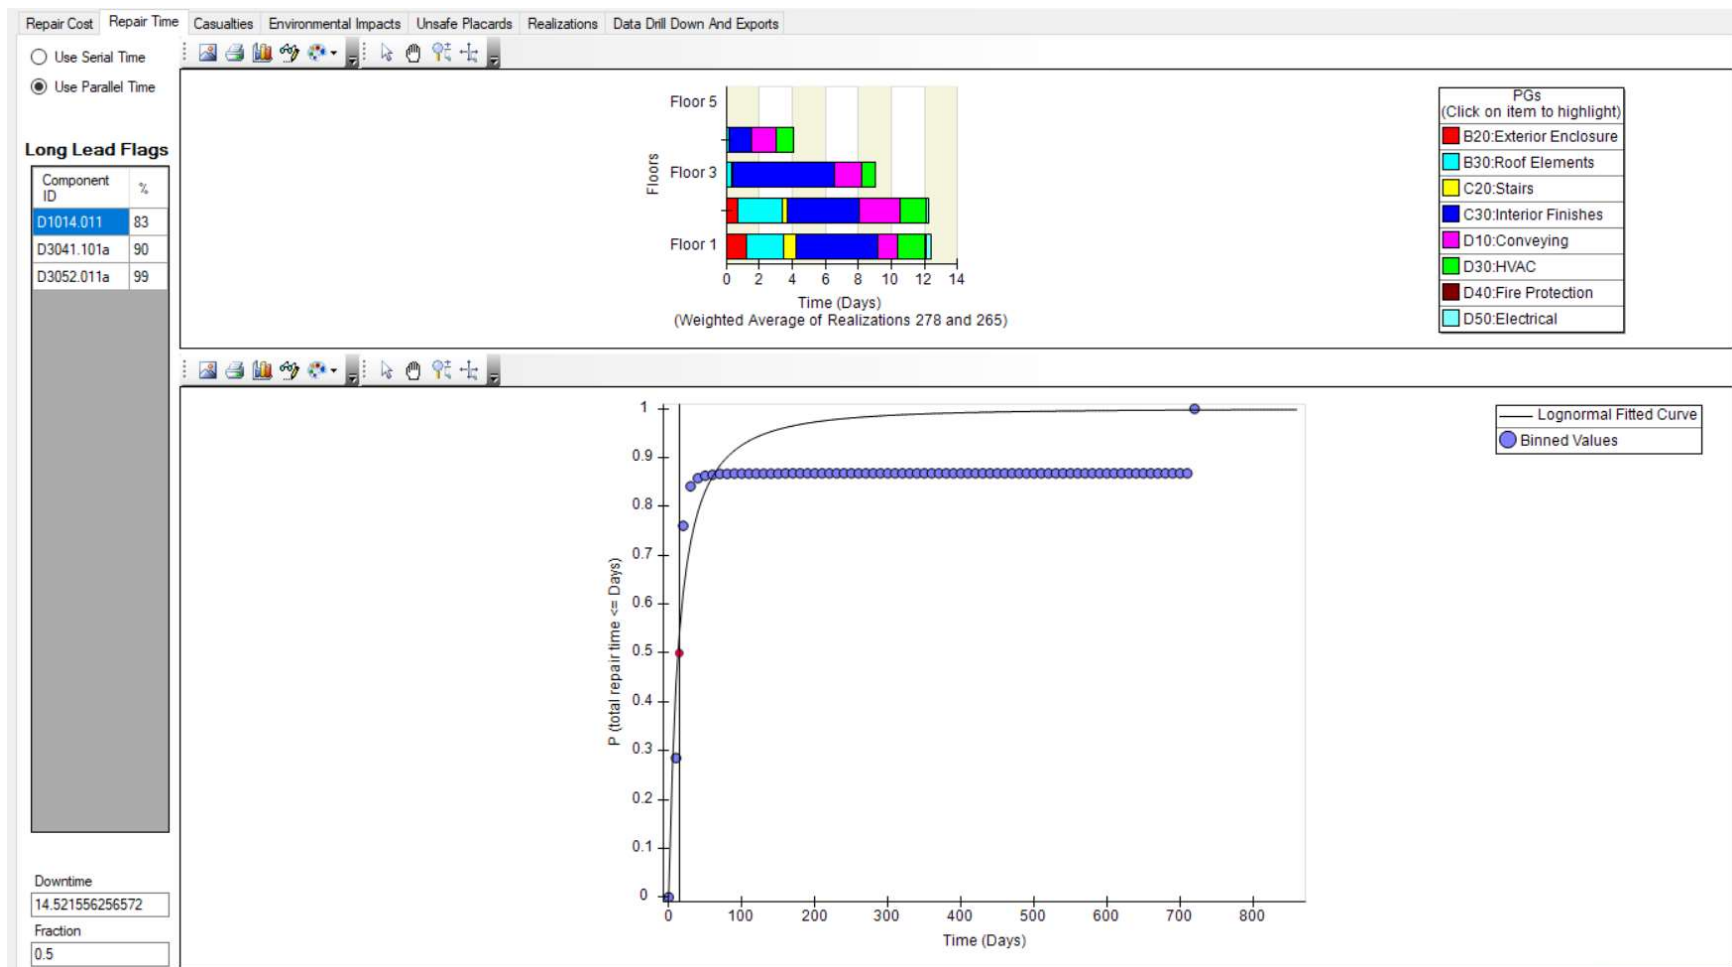 Repair Cost Repair Time Casualties Environmental Impacts Unsafe Placards Realizations Data Drill Down And Exports
Use Serial Time
Use Parallel Time
Long Lead Flags
Component ID %
D1014.011 83
D3041.101a 90
D3052.011a 99
Downtime
14.521556256572
Fraction
0.5
Floors
Floor 5
Floor 3
Floor 1
0 2 4 6 8 10 12 14
Time (Days)
(Weighted Average of Realizations 278 and 265)
PGs
(Click on item to highlight)
B20:Exterior Enclosure
B30:Roof Elements
C20:Stairs
C30:Interior Finishes
D10:Conveying
D30:HVAC
D40:Fire Protection
D50:Electrical
P (total repair time <= Days)
1
0.9
0.8
0.7
0.6
0.5
0.4
0.3
0.2
0.1
0
0 100 200 300 400 500 600 700 800
Time (Days)
Lognormal Fitted Curve
Binned Values